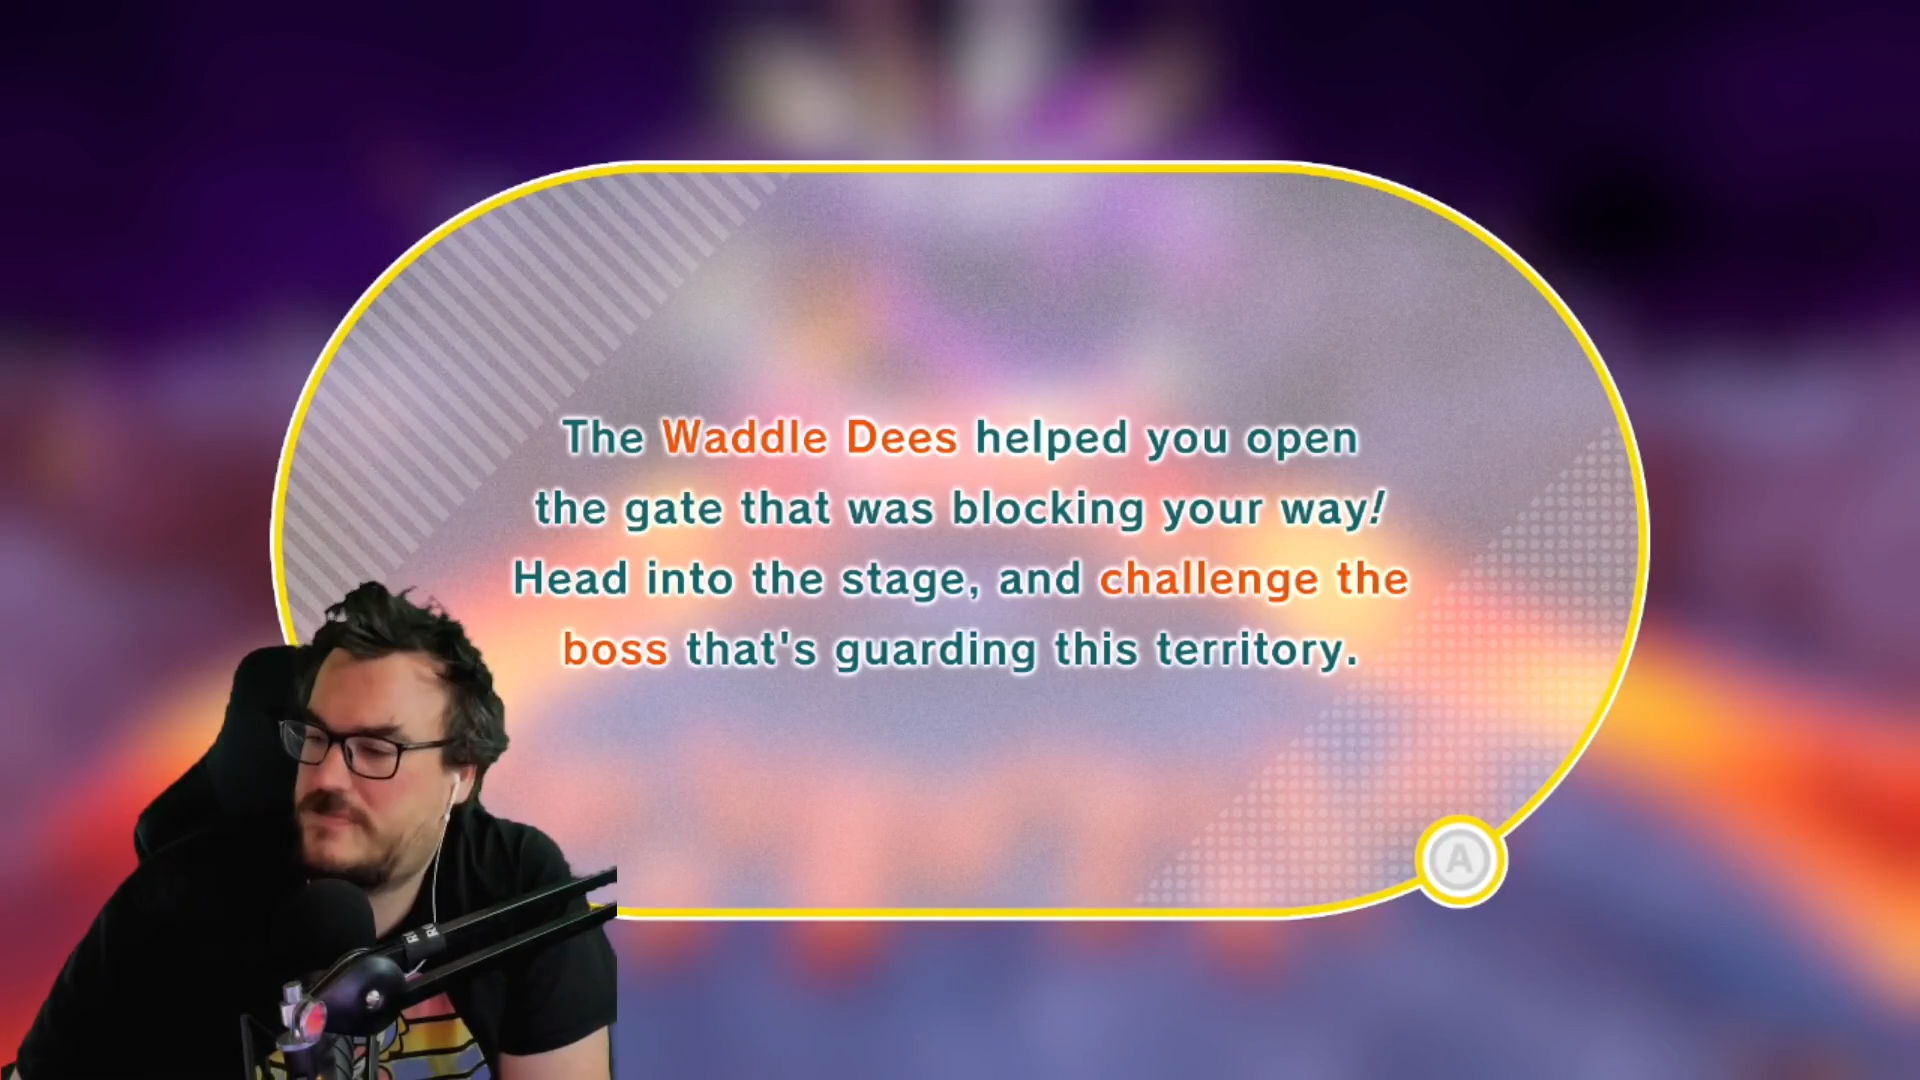 The Waddle Dees helped you open
the gate that was blocking your way!
Head into the stage, and challenge the
boss that's guarding this territory.
A